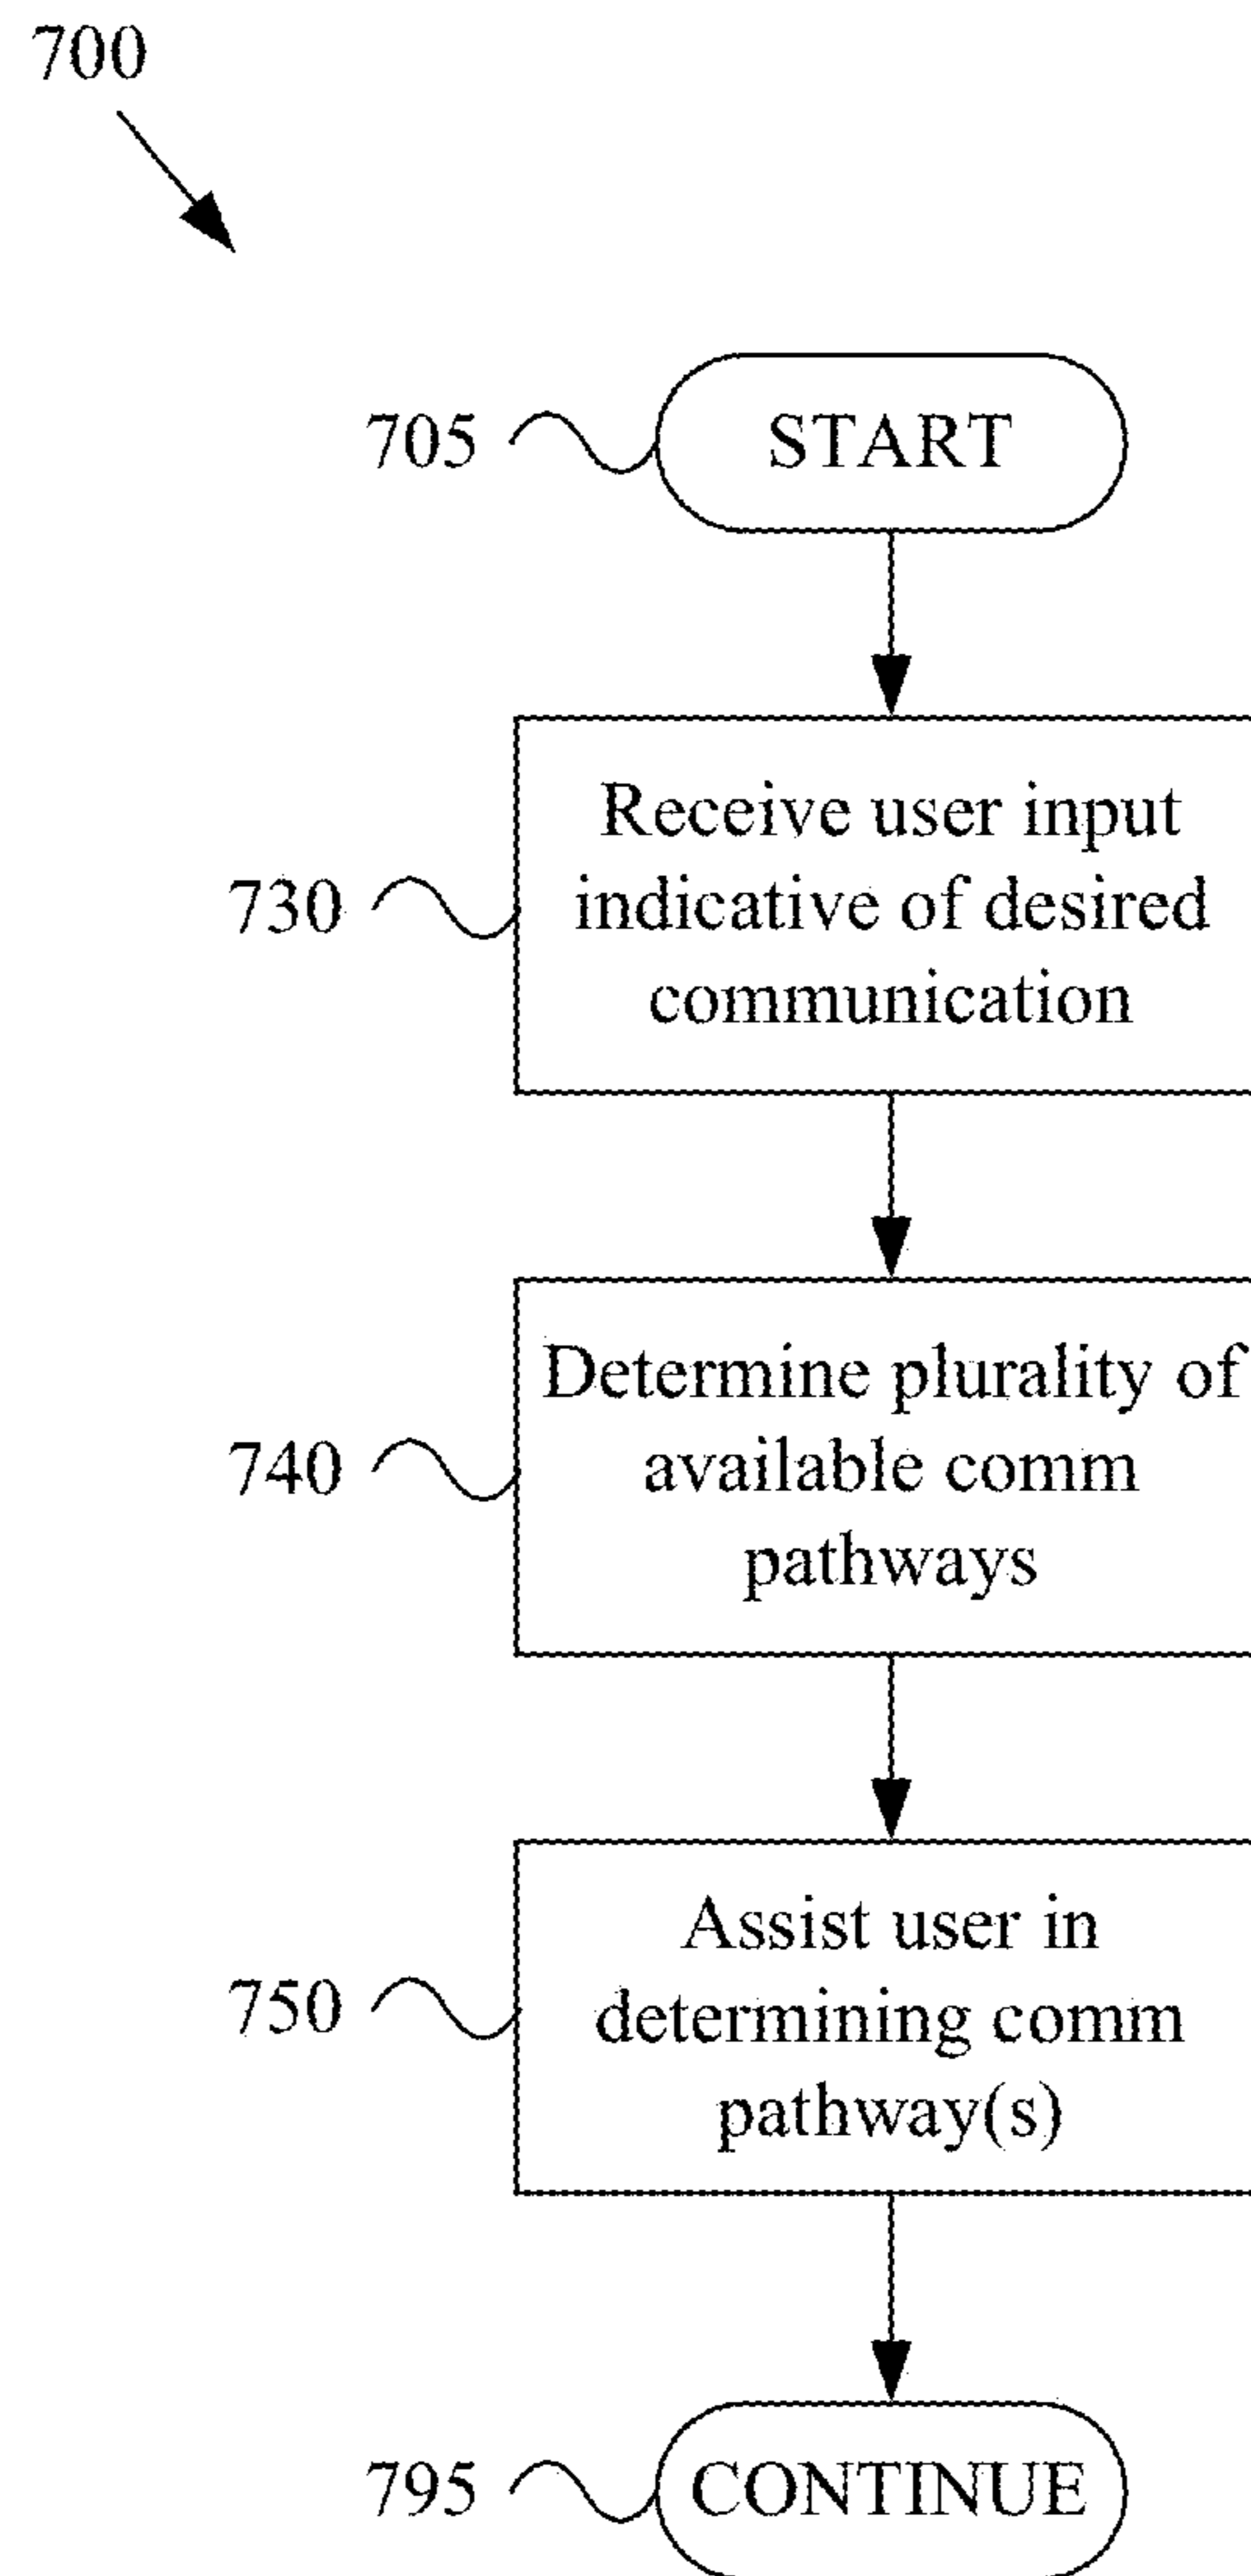 700
705
START
730
Receive user input
indicative of desired
communication
740
Determine plurality of
available comm
pathways
750
Assist user in
determining comm
pathway(s)
795
CONTINUE